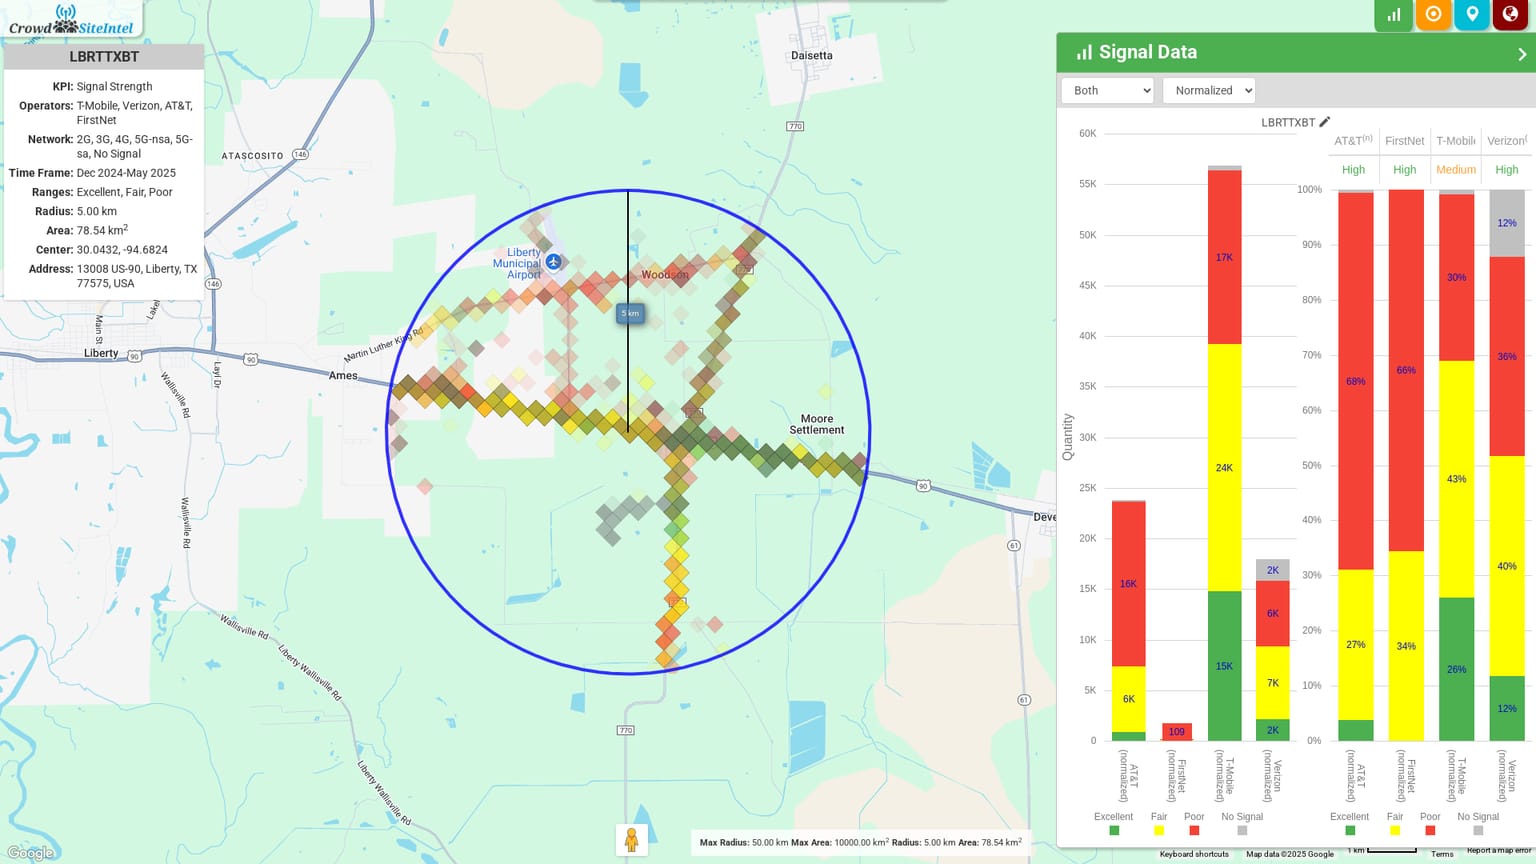 Crowd SiteIntel
LBRTTXBT
KPI: Signal Strength
Operators: T-Mobile, Verizon, AT&T,
FirstNet
Network: 2G, 3G, 4G, 5G-nsa, 5G-
sa, No Signal
Time Frame: Dec 2024-May 2025
Ranges: Excellent, Fair, Poor
Radius: 5.00 km
Area: 78.54 km2
Center: 30.0432, -94.6824
Address: 13008 US-90, Liberty, TX
77575, USA
Daisetta
770
ATASCOSITO
146
146
Liberty
Municipal
Airport
Woodson
770
5 km
Lakel
Main St
Martin Luther King Rd
Liberty
90
90
Ames
Layl Dr
Wallisville Rd
Moore
Settlement
90
Wallisville Rd
Deve
61
Wallisville Rd
Liberty Wallisville Rd
61
770
Liberty Wallisville Rd
Google
Max Radius: 50.00 km Max Area: 10000.00 km2 Radius: 5.00 km Area: 78.54 km2
Keyboard shortcuts
Map data ©2025 Google
1 km
Terms
Report a map error
Signal Data
Both
Normalized
LBRTTXBT
60K
55K
50K
45K
40K
35K
30K
25K
20K
15K
10K
5K
0
Quantity
16K
6K
109
17K
24K
15K
2K
6K
7K
2K
AT&T
(normalized)
FirstNet
(normalized)
T-Mobile
(normalized)
Verizon
(normalized)
Excellent
Fair
Poor
No Signal
AT&T(n)
FirstNet
T-Mobile
Verizon(
High
High
Medium
High
100%
90%
80%
70%
60%
50%
40%
30%
20%
10%
0%
68%
27%
66%
34%
30%
43%
26%
12%
36%
40%
12%
AT&T
(normalized)
FirstNet
(normalized)
T-Mobile
(normalized)
Verizon
(normalized)
Excellent
Fair
Poor
No Signal